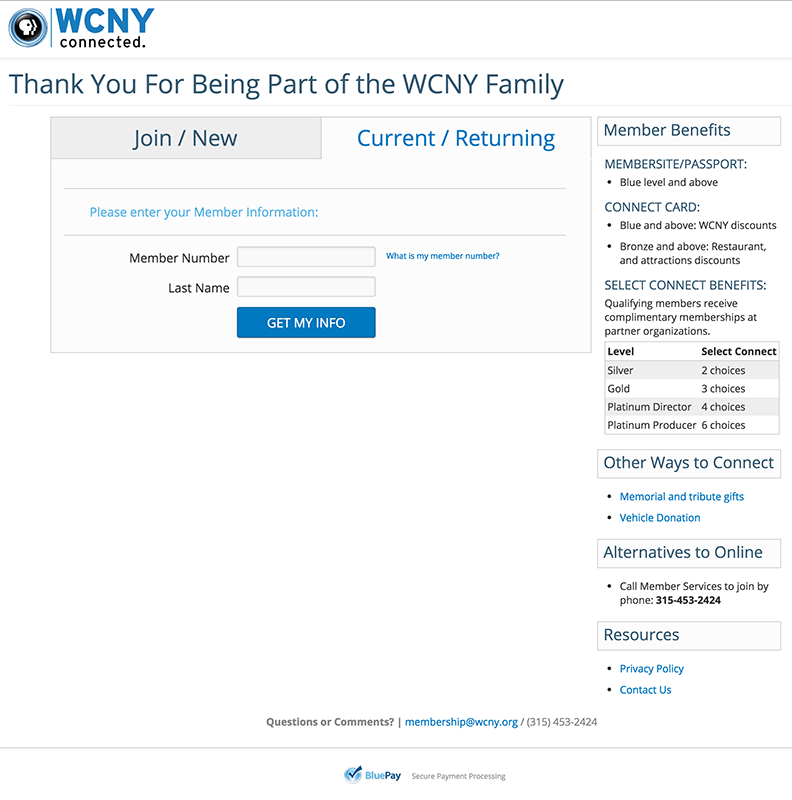 WCNY
connected.
Thank You For Being Part of the WCNY Family
Join / New
Current / Returning
Please enter your Member Information:
Member Number
What is my member number?
Last Name
GET MY INFO
Member Benefits
MEMBERSITE/PASSPORT:
• Blue level and above
CONNECT CARD:
• Blue and above: WCNY discounts
• Bronze and above: Restaurant,
and attractions discounts
SELECT CONNECT BENEFITS:
Qualifying members receive
complimentary memberships at
partner organizations.
Level Select Connect
Silver 2 choices
Gold 3 choices
Platinum Director 4 choices
Platinum Producer 6 choices
Other Ways to Connect
• Memorial and tribute gifts
• Vehicle Donation
Alternatives to Online
• Call Member Services to join by
phone: 315-453-2424
Resources
• Privacy Policy
• Contact Us
Questions or Comments? | membership@wcny.org / (315) 453-2424
BluePay Secure Payment Processing